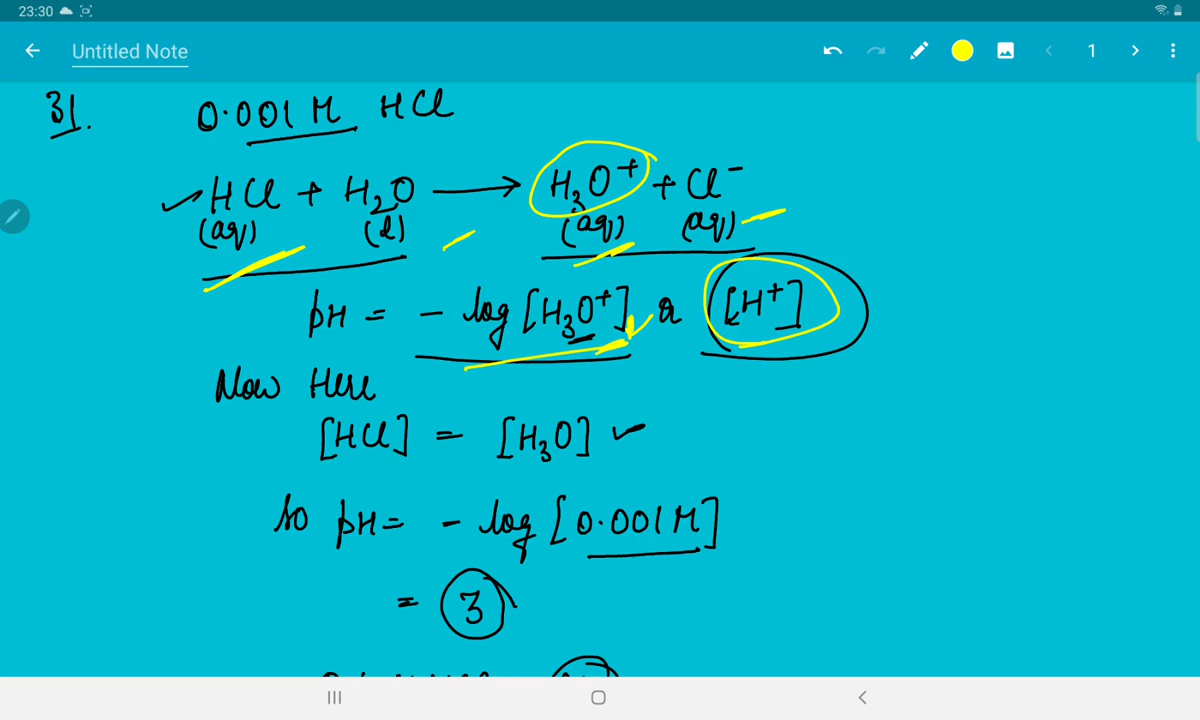 23:30
Untitled Note
1
31. 0.001 M HCl
HCl + H₂O ⟶ H₃O⁺ + Cl⁻
(aq) (l) (aq) (aq)
pH = - log [H₃O⁺] or [H⁺]
Now Here
[HCl] = [H₃O]
So pH = - log [0.001 M]
= 3